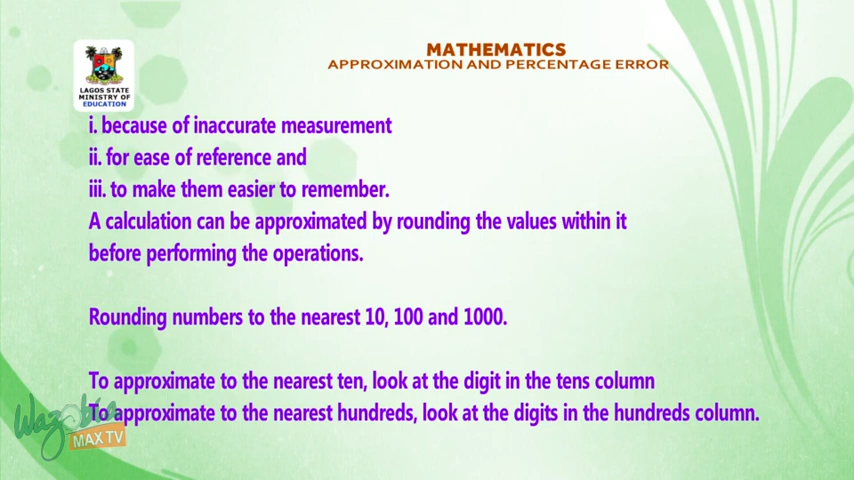 MATHEMATICS
APPROXIMATION AND PERCENTAGE ERROR
LAGOS STATE
MINISTRY OF
EDUCATION
i. because of inaccurate measurement
ii. for ease of reference and
iii. to make them easier to remember.
A calculation can be approximated by rounding the values within it
before performing the operations.
Rounding numbers to the nearest 10, 100 and 1000.
To approximate to the nearest ten, look at the digit in the tens column
To approximate to the nearest hundreds, look at the digits in the hundreds column.
Wazobia
MAX TV